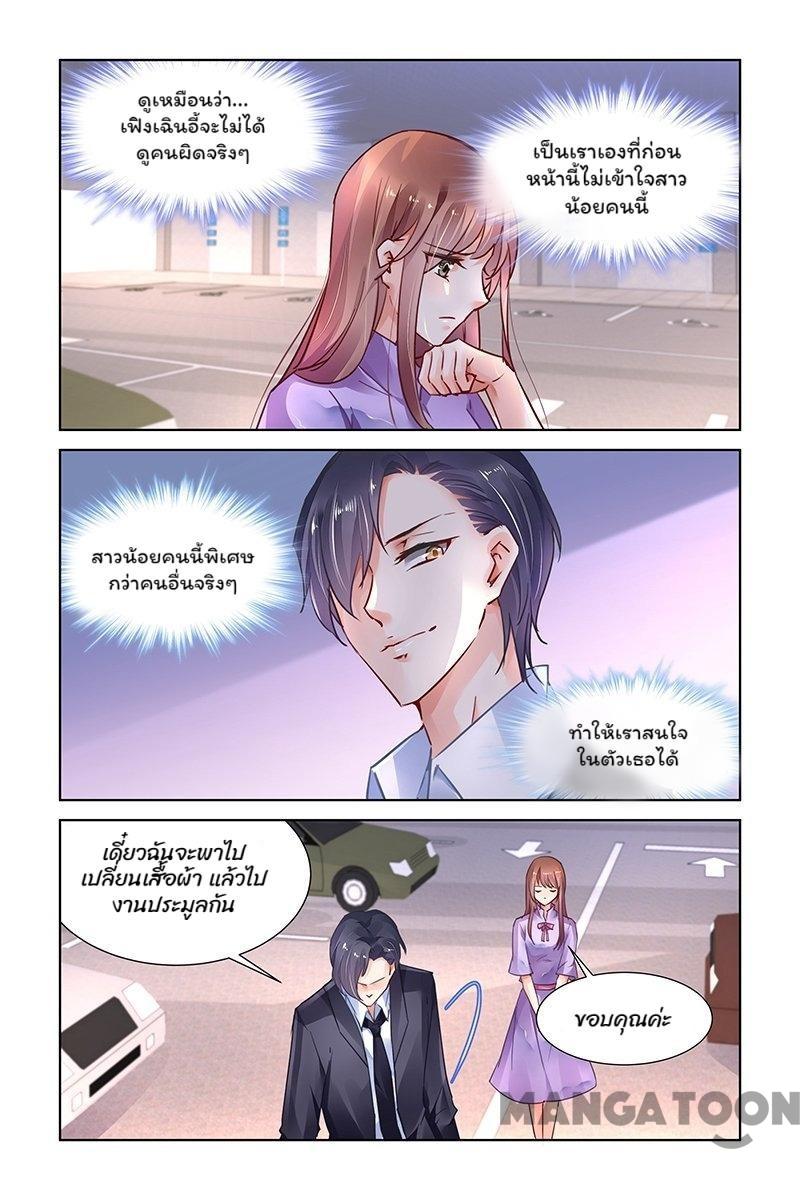 ดูเหมือนว่า...
เฟิงเฉินอี้จะไม่ได้
ดูคนผิดจริงๆ
เป็นเราเองที่ก่อน
หน้านี้ไม่เข้าใจสาว
น้อยคนนี้
สาวน้อยคนนี้พิเศษ
กว่าคนอื่นจริงๆ
ทำให้เราสนใจ
ในตัวเธอได้
เดี๋ยวฉันจะพาไป
เปลี่ยนเสื้อผ้า แล้วไป
งานประมูลกัน
ขอบคุณค่ะ
MANGATOON